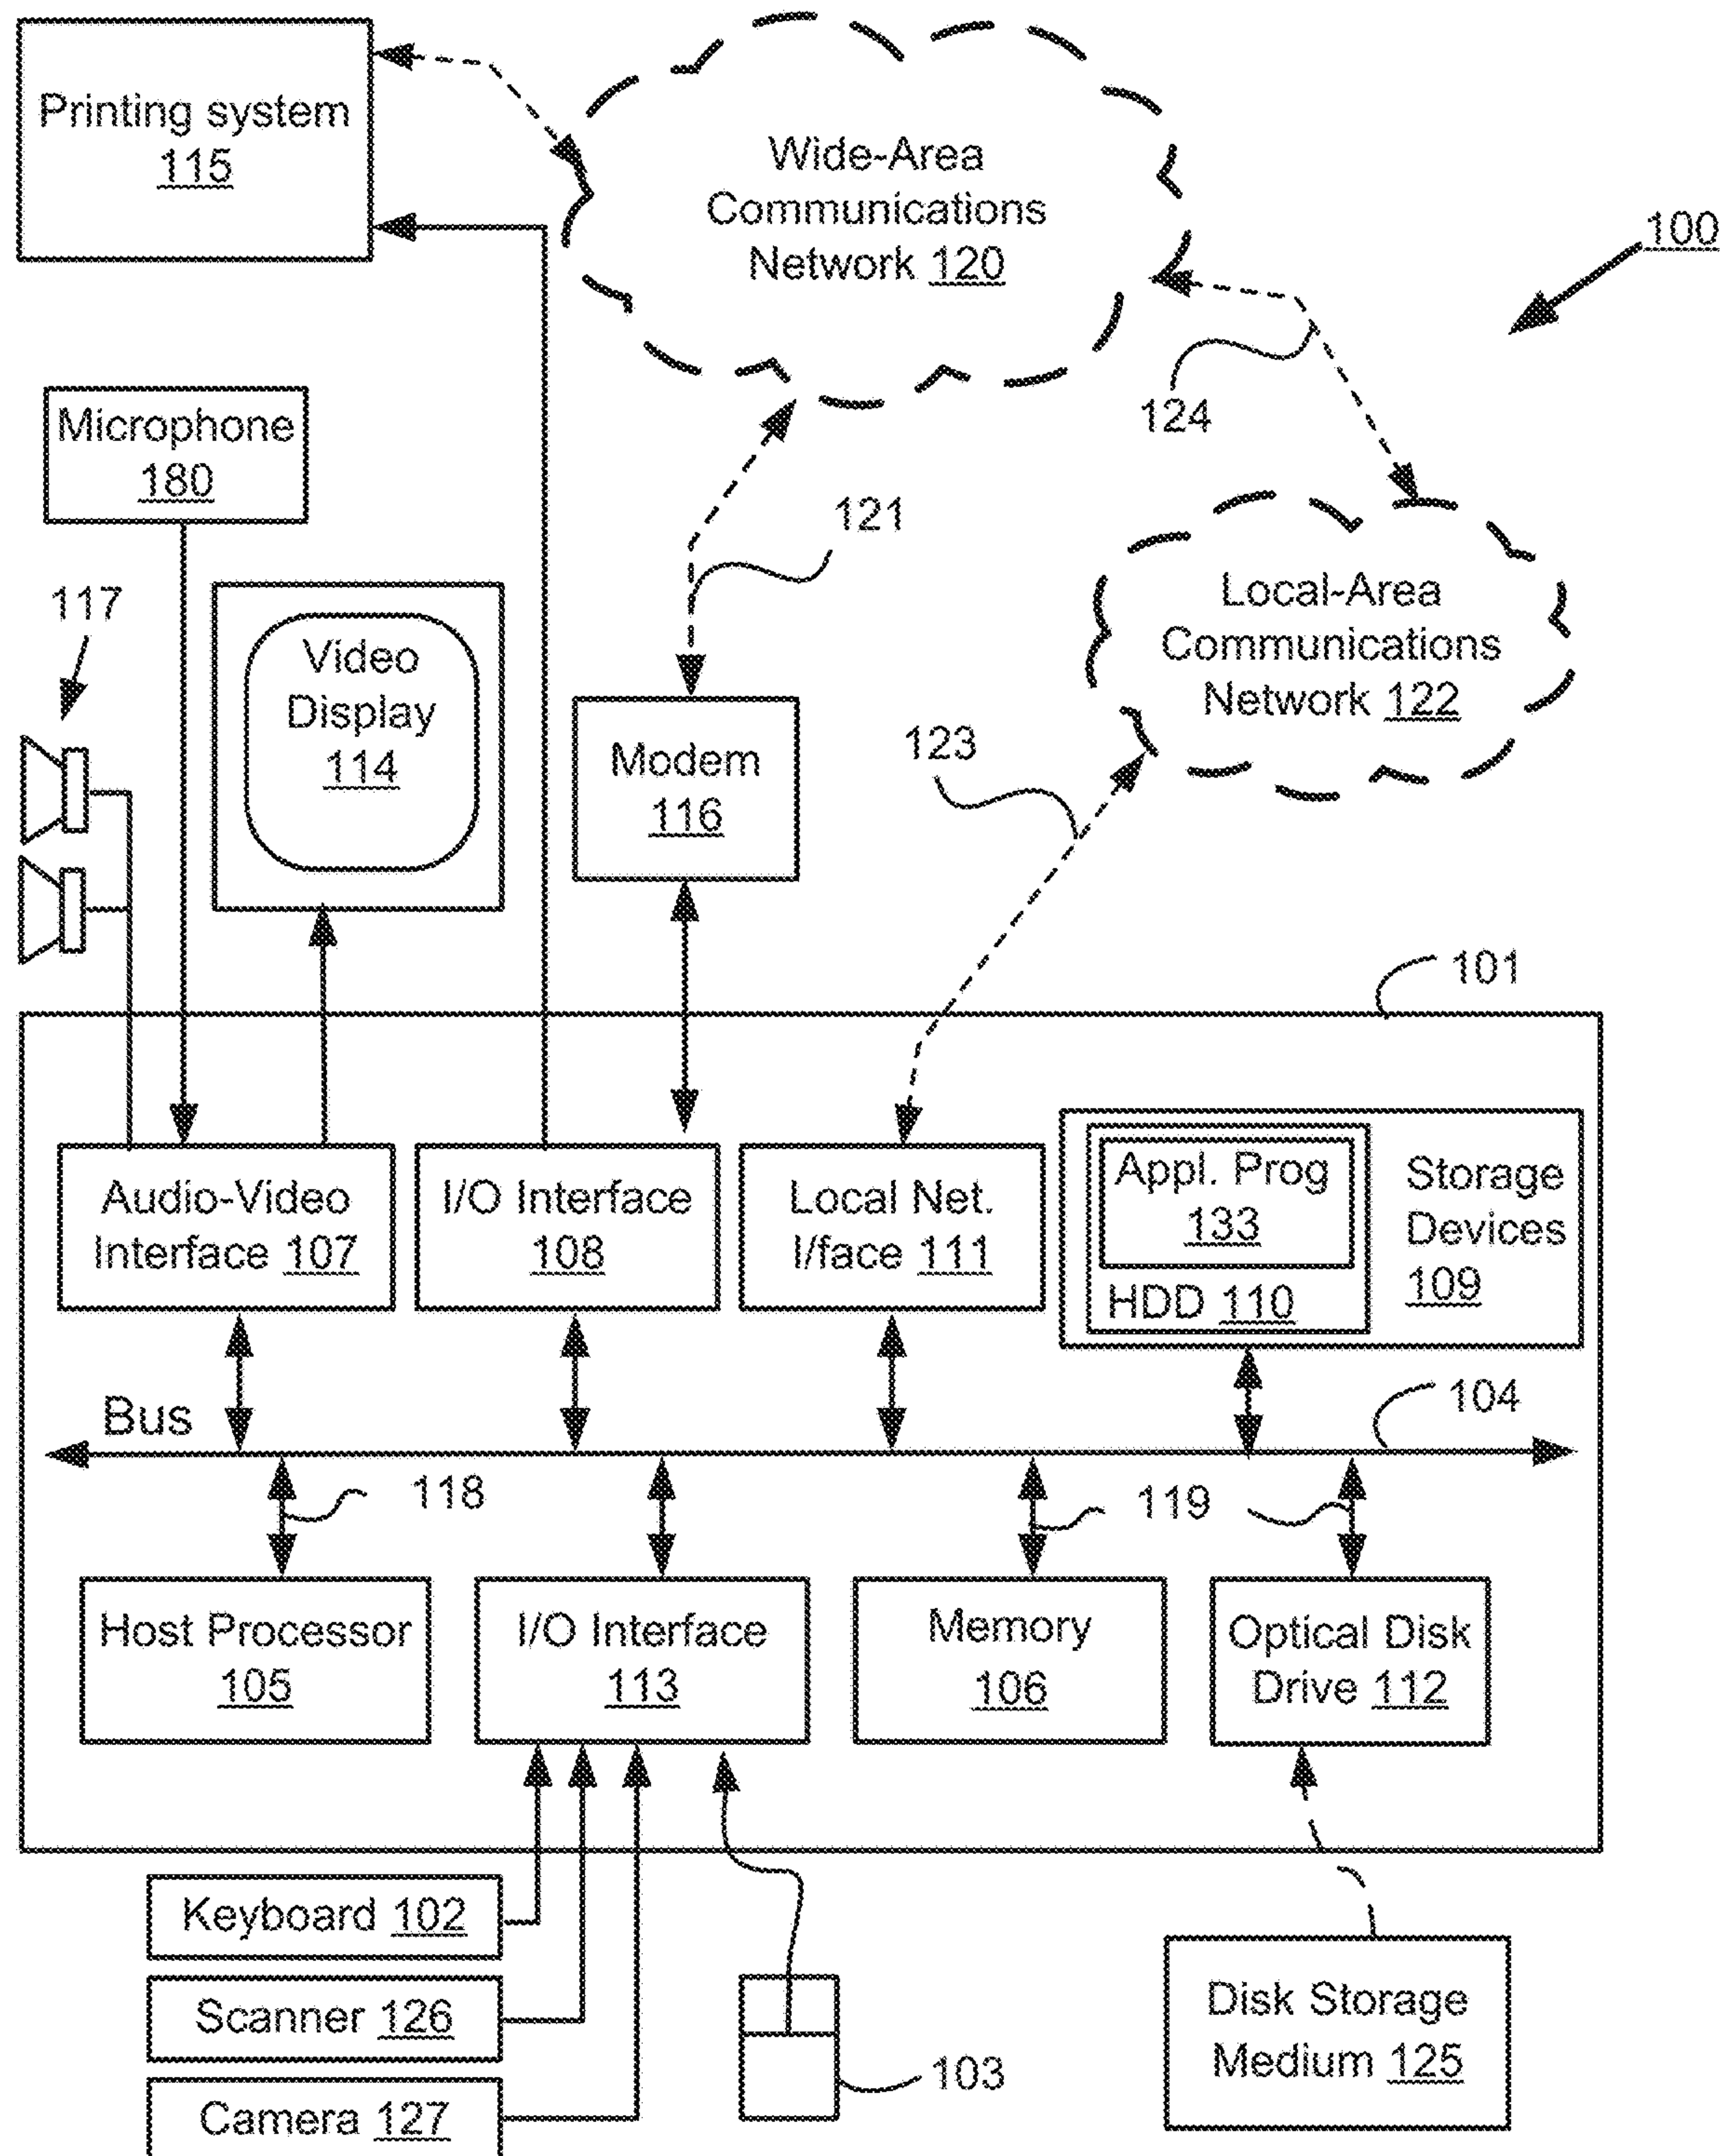 Printing system
115
Wide-Area
Communications
Network 120
100
124
Microphone
180
121
117
Video
Display
114
Local-Area
Communications
Network 122
Modem
116
123
101
Audio-Video
Interface 107
I/O Interface
108
Local Net.
I/face 111
Appl. Prog
133
HDD 110
Storage
Devices
109
Bus
104
118
119
Host Processor
105
I/O Interface
113
Memory
106
Optical Disk
Drive 112
Keyboard 102
Scanner 126
Camera 127
103
Disk Storage
Medium 125